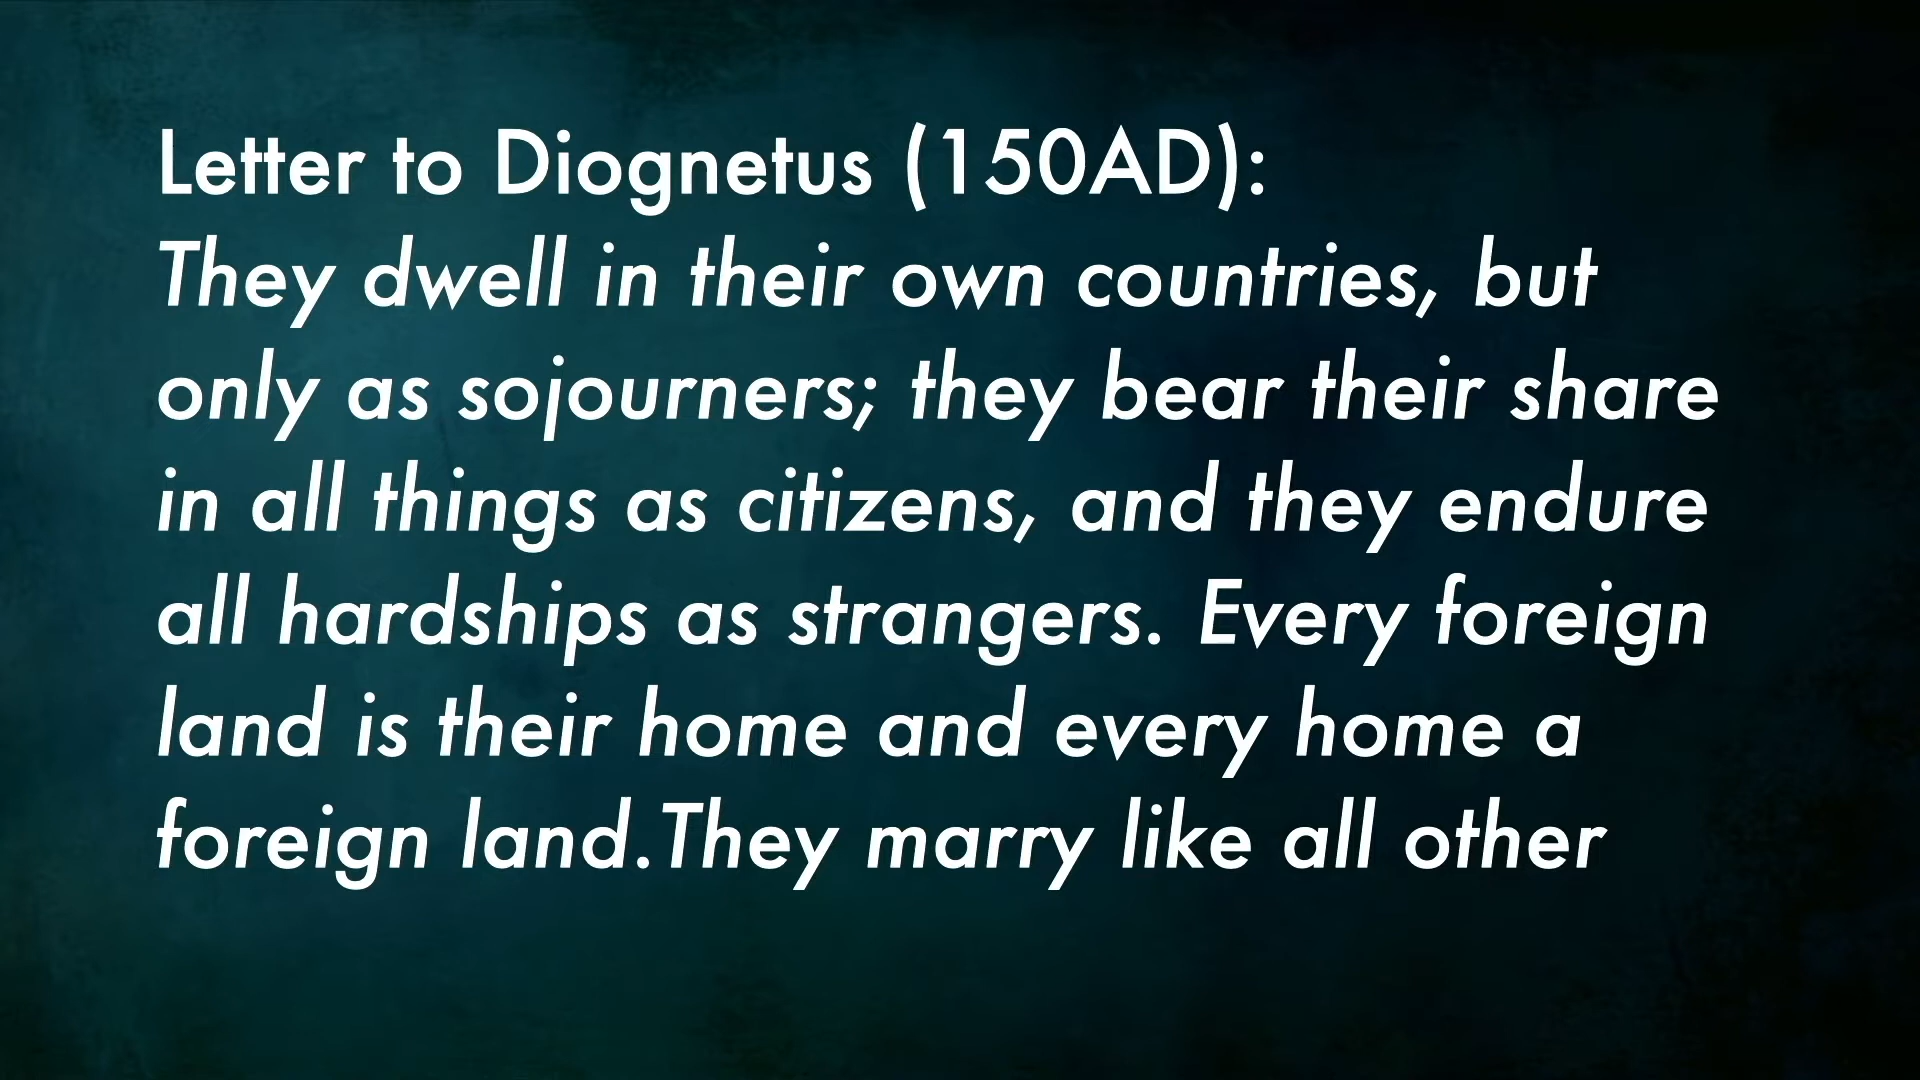 Letter to Diognetus (150AD):
They dwell in their own countries, but
only as sojourners; they bear their share
in all things as citizens, and they endure
all hardships as strangers. Every foreign
land is their home and every home a
foreign land.They marry like all other